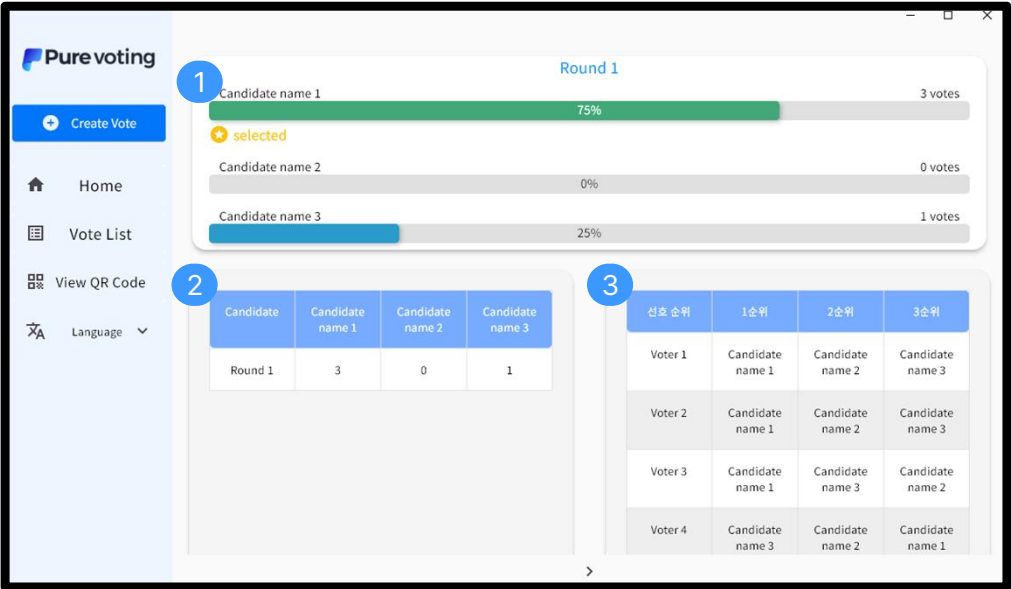 Pure voting
Create Vote
Home
Vote List
View QR Code
Language
1
Round 1
Candidate name 1
3 votes
75%
selected
Candidate name 2
0 votes
0%
Candidate name 3
1 votes
25%
2
Candidate
Candidate
name 1
Candidate
name 2
Candidate
name 3
Round 1
3
0
1
3
선호 순위
1순위
2순위
3순위
Voter 1
Candidate
name 1
Candidate
name 2
Candidate
name 3
Voter 2
Candidate
name 1
Candidate
name 2
Candidate
name 3
Voter 3
Candidate
name 1
Candidate
name 3
Candidate
name 2
Voter 4
Candidate
name 3
Candidate
name 2
Candidate
name 1